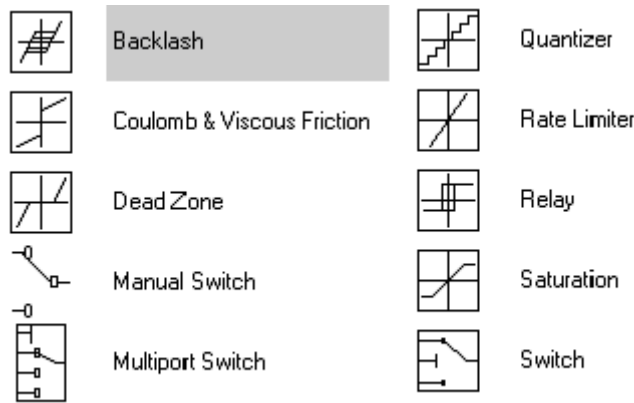 Backlash
Quantizer
Coulomb & Viscous Friction
Rate Limiter
Dead Zone
Relay
Manual Switch
Saturation
Multiport Switch
Switch